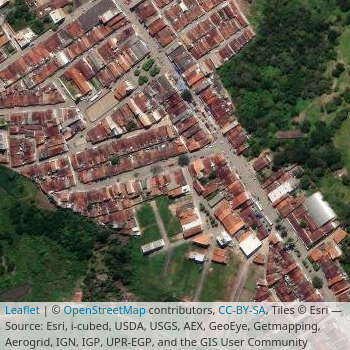 Leaflet | © OpenStreetMap contributors, CC-BY-SA, Tiles © Esri —
Source: Esri, i-cubed, USDA, USGS, AEX, GeoEye, Getmapping,
Aerogrid, IGN, IGP, UPR-EGP, and the GIS User Community